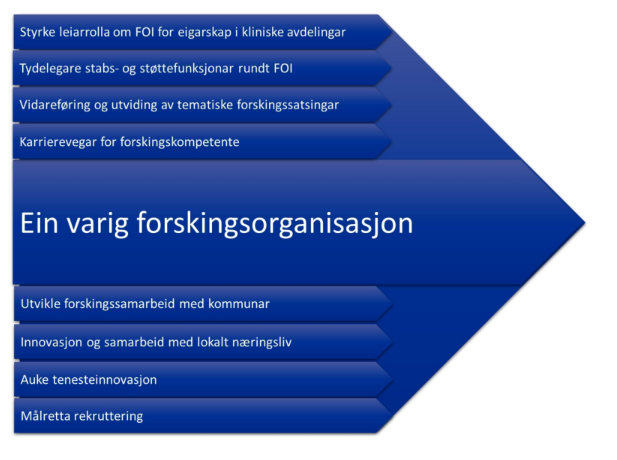 Styrke leiarrolla om FOI for eigarskap i kliniske avdelingar
Tydelegare stabs- og støttefunksjonar rundt FOI
Vidareføring og utviding av tematiske forskingssatsingar
Karrierevegar for forskingskompetente
Ein varig forskingsorganisasjon
Utvikle forskingssamarbeid med kommunar
Innovasjon og samarbeid med lokalt næringsliv
Auke tenesteinnovasjon
Målretta rekruttering